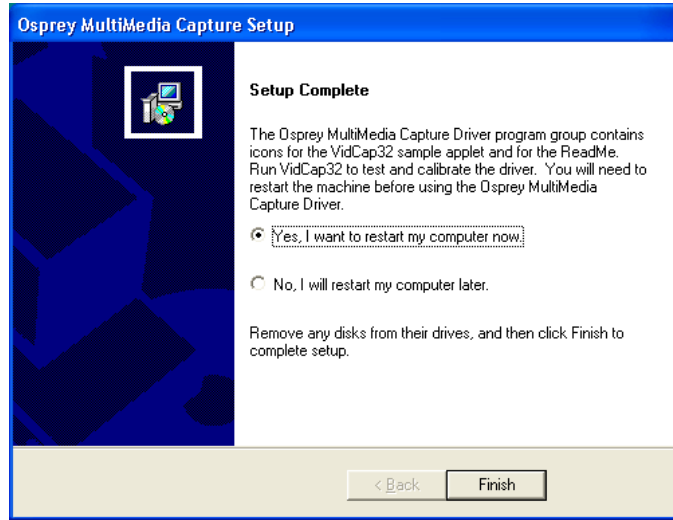 Osprey MultiMedia Capture Setup
Setup Complete
The Osprey MultiMedia Capture Driver program group contains
icons for the VidCap32 sample applet and for the ReadMe.
Run VidCap32 to test and calibrate the driver.  You will need to
restart the machine before using the Osprey MultiMedia
Capture Driver.
Yes, I want to restart my computer now.
No, I will restart my computer later.
Remove any disks from their drives, and then click Finish to
complete setup.
< Back
Finish